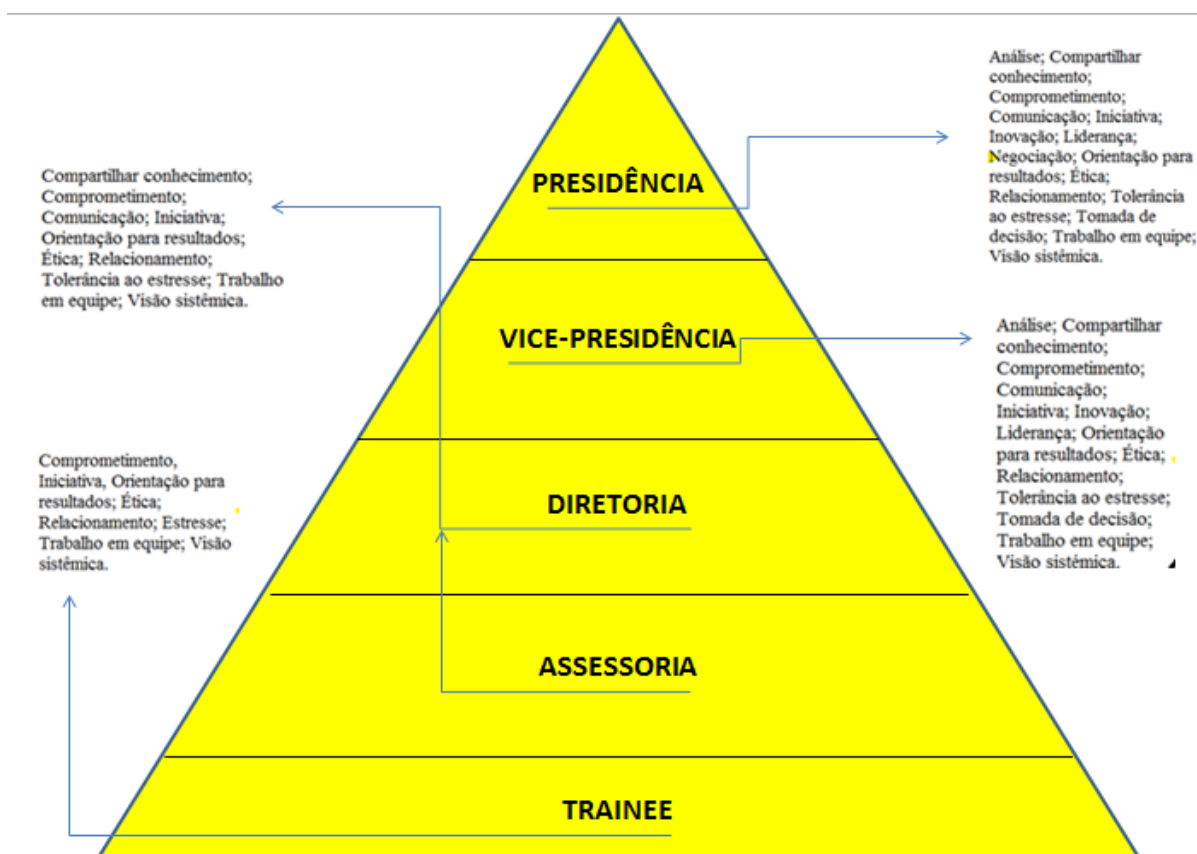 Análise; Compartilhar
conhecimento;
Comprometimento;
Comunicação; Iniciativa;
Inovação; Liderança;
Negociação; Orientação para
resultados; Ética;
Relacionamento; Tolerância
ao estresse; Tomada de
decisão; Trabalho em equipe;
Visão sistêmica.
PRESIDÊNCIA
Compartilhar conhecimento;
Comprometimento;
Comunicação; Iniciativa;
Orientação para resultados;
Ética; Relacionamento;
Tolerância ao estresse; Trabalho
em equipe; Visão sistêmica.
VICE-PRESIDÊNCIA
Análise; Compartilhar
conhecimento;
Comprometimento;
Comunicação;
Iniciativa; Inovação;
Liderança; Orientação
para resultados; Ética;
Relacionamento;
Tolerância ao estresse;
Tomada de decisão;
Trabalho em equipe;
Visão sistêmica.
Comprometimento,
Iniciativa, Orientação para
resultados; Ética;
Relacionamento; Estresse;
Trabalho em equipe; Visão
sistêmica.
DIRETORIA
ASSESSORIA
TRAINEE